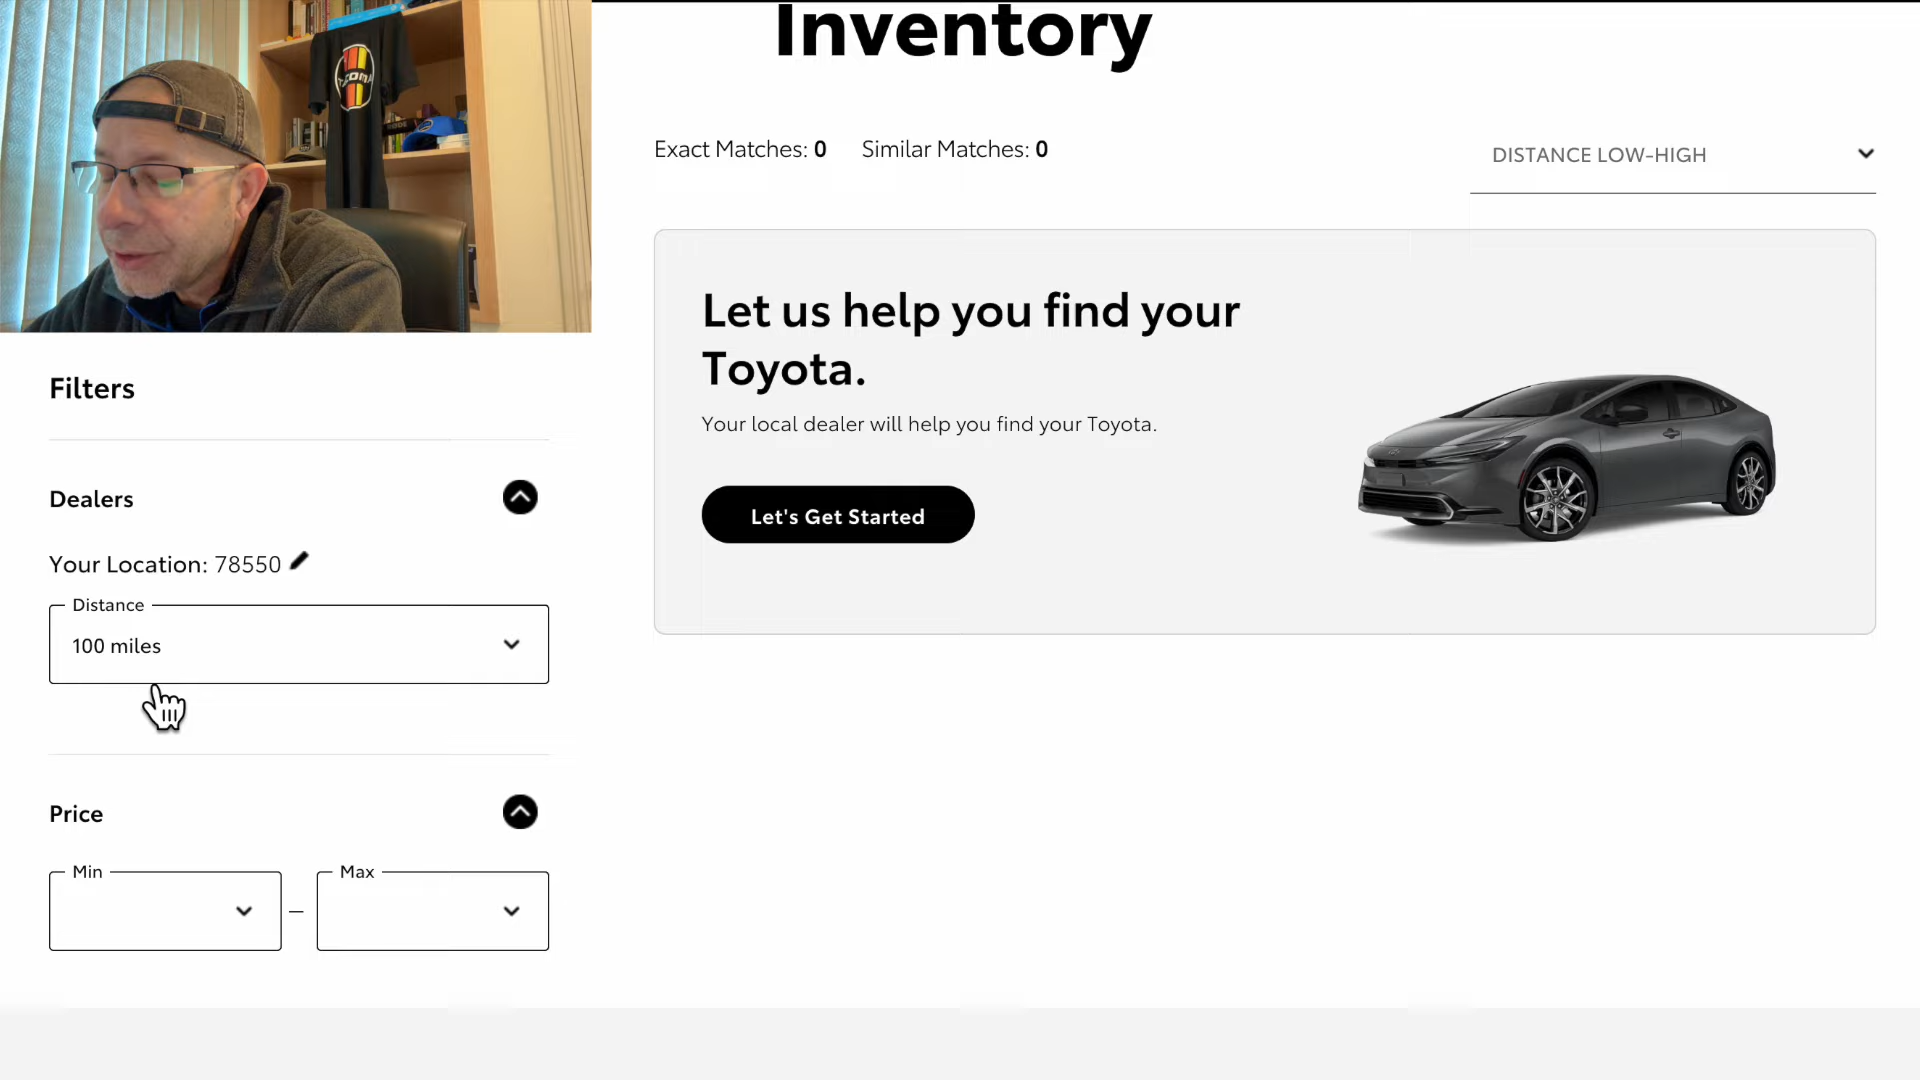 Inventory
Exact Matches: 0
Similar Matches: 0
DISTANCE LOW-HIGH
Let us help you find your
Toyota.
Your local dealer will help you find your Toyota.
Let's Get Started
Filters
Dealers
Your Location: 78550
Distance
100 miles
Price
Min
Max
–